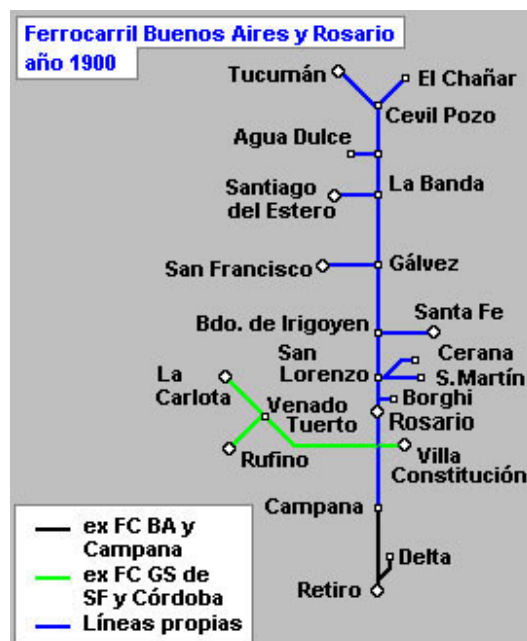 Ferrocarril Buenos Aires y Rosario
año 1900
Tucumán
El Chañar
Cevil Pozo
Agua Dulce
La Banda
Santiago
del Estero
San Francisco
Gálvez
Santa Fe
Bdo. de Irigoyen
San
Lorenzo
Cerana
S.Martín
La
Carlota
Borghi
Venado
Tuerto
Rosario
Rufino
Villa
Constitución
Campana
Delta
Retiro
ex FC BA y
Campana
ex FC GS de
SF y Córdoba
Líneas propias